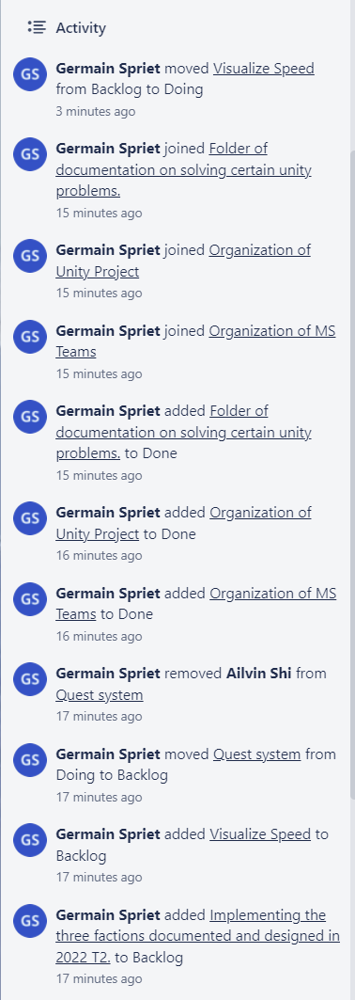 Activity
GS
Germain Spriet moved Visualize Speed
from Backlog to Doing
3 minutes ago
GS
Germain Spriet joined Folder of
documentation on solving certain unity
problems.
15 minutes ago
GS
Germain Spriet joined Organization of
Unity Project
15 minutes ago
GS
Germain Spriet joined Organization of MS
Teams
15 minutes ago
GS
Germain Spriet added Folder of
documentation on solving certain unity
problems. to Done
15 minutes ago
GS
Germain Spriet added Organization of
Unity Project to Done
16 minutes ago
GS
Germain Spriet added Organization of MS
Teams to Done
16 minutes ago
GS
Germain Spriet removed Ailvin Shi from
Quest system
17 minutes ago
GS
Germain Spriet moved Quest system from
Doing to Backlog
17 minutes ago
GS
Germain Spriet added Visualize Speed to
Backlog
17 minutes ago
GS
Germain Spriet added Implementing the
three factions documented and designed in
2022 T2. to Backlog
17 minutes ago